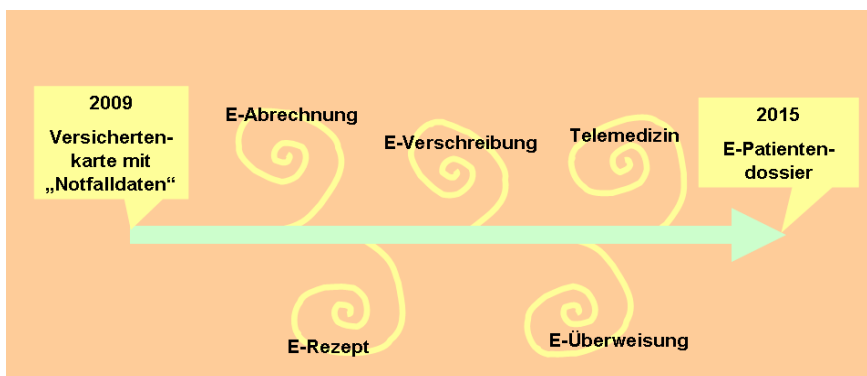 2009
Versicherten-
karte mit
„Notfalldaten“
E-Abrechnung
E-Verschreibung
Telemedizin
2015
E-Patienten-
dossier
E-Rezept
E-Überweisung